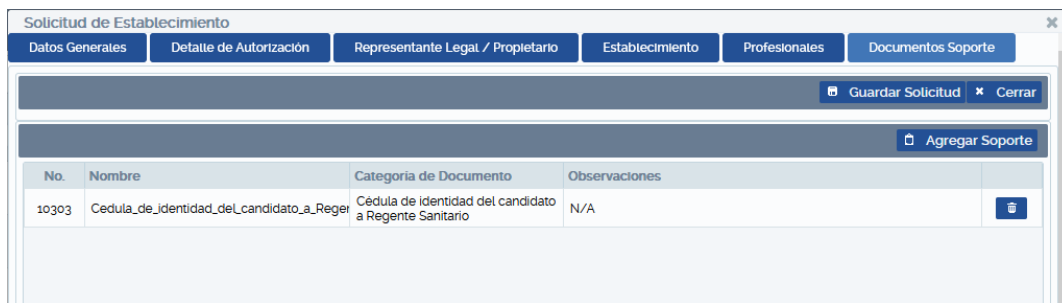 Solicitud de Establecimiento
Datos Generales
Detalle de Autorización
Representante Legal / Propietario
Establecimiento
Profesionales
Documentos Soporte
Guardar Solicitud
Cerrar
Agregar Soporte
No. Nombre Categoria de Documento Observaciones
10303 Cedula_de_identidad_del_candidato_a_Reger Cédula de identidad del candidato N/A
a Regente Sanitario